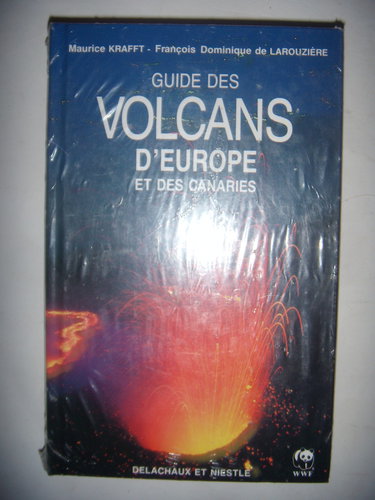 Maurice KRAFFT - François Dominique de LAROUZIÈRE
GUIDE DES
VOLCANS
D'EUROPE
ET DES CANARIES
DELACHAUX ET NIESTLÉ
WWF